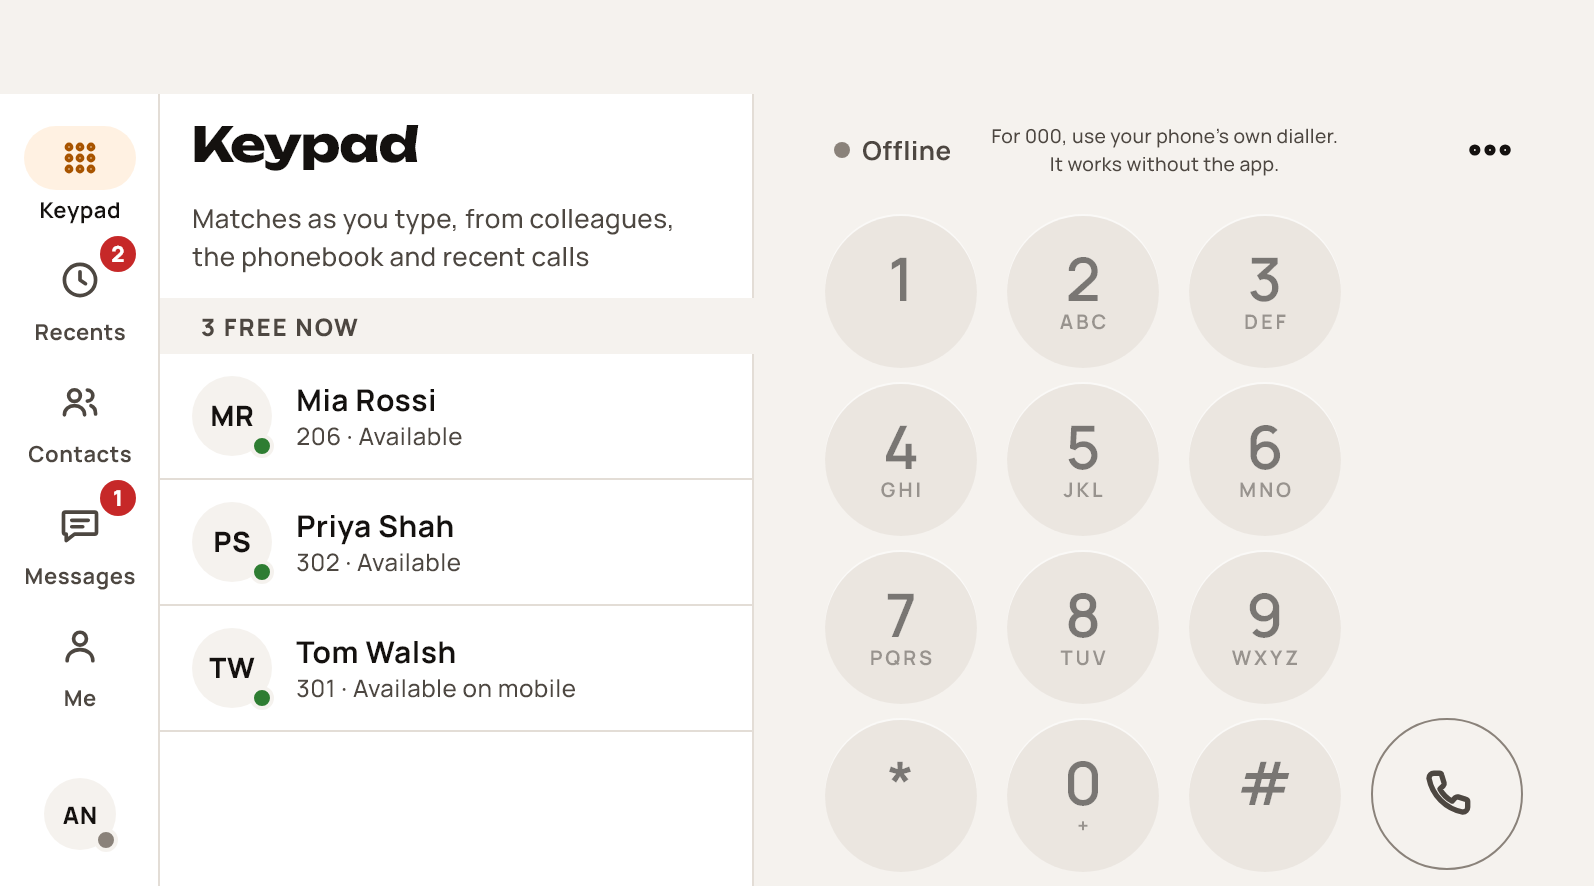 Keypad
2
Recents
Contacts
1
Messages
Me
AN
Keypad
Matches as you type, from colleagues,
the phonebook and recent calls
3 FREE NOW
MR
Mia Rossi
206 · Available
PS
Priya Shah
302 · Available
TW
Tom Walsh
301 · Available on mobile
Offline
For 000, use your phone’s own dialler.
It works without the app.
1
2
ABC
3
DEF
4
GHI
5
JKL
6
MNO
7
PQRS
8
TUV
9
WXYZ
*
0
+
#